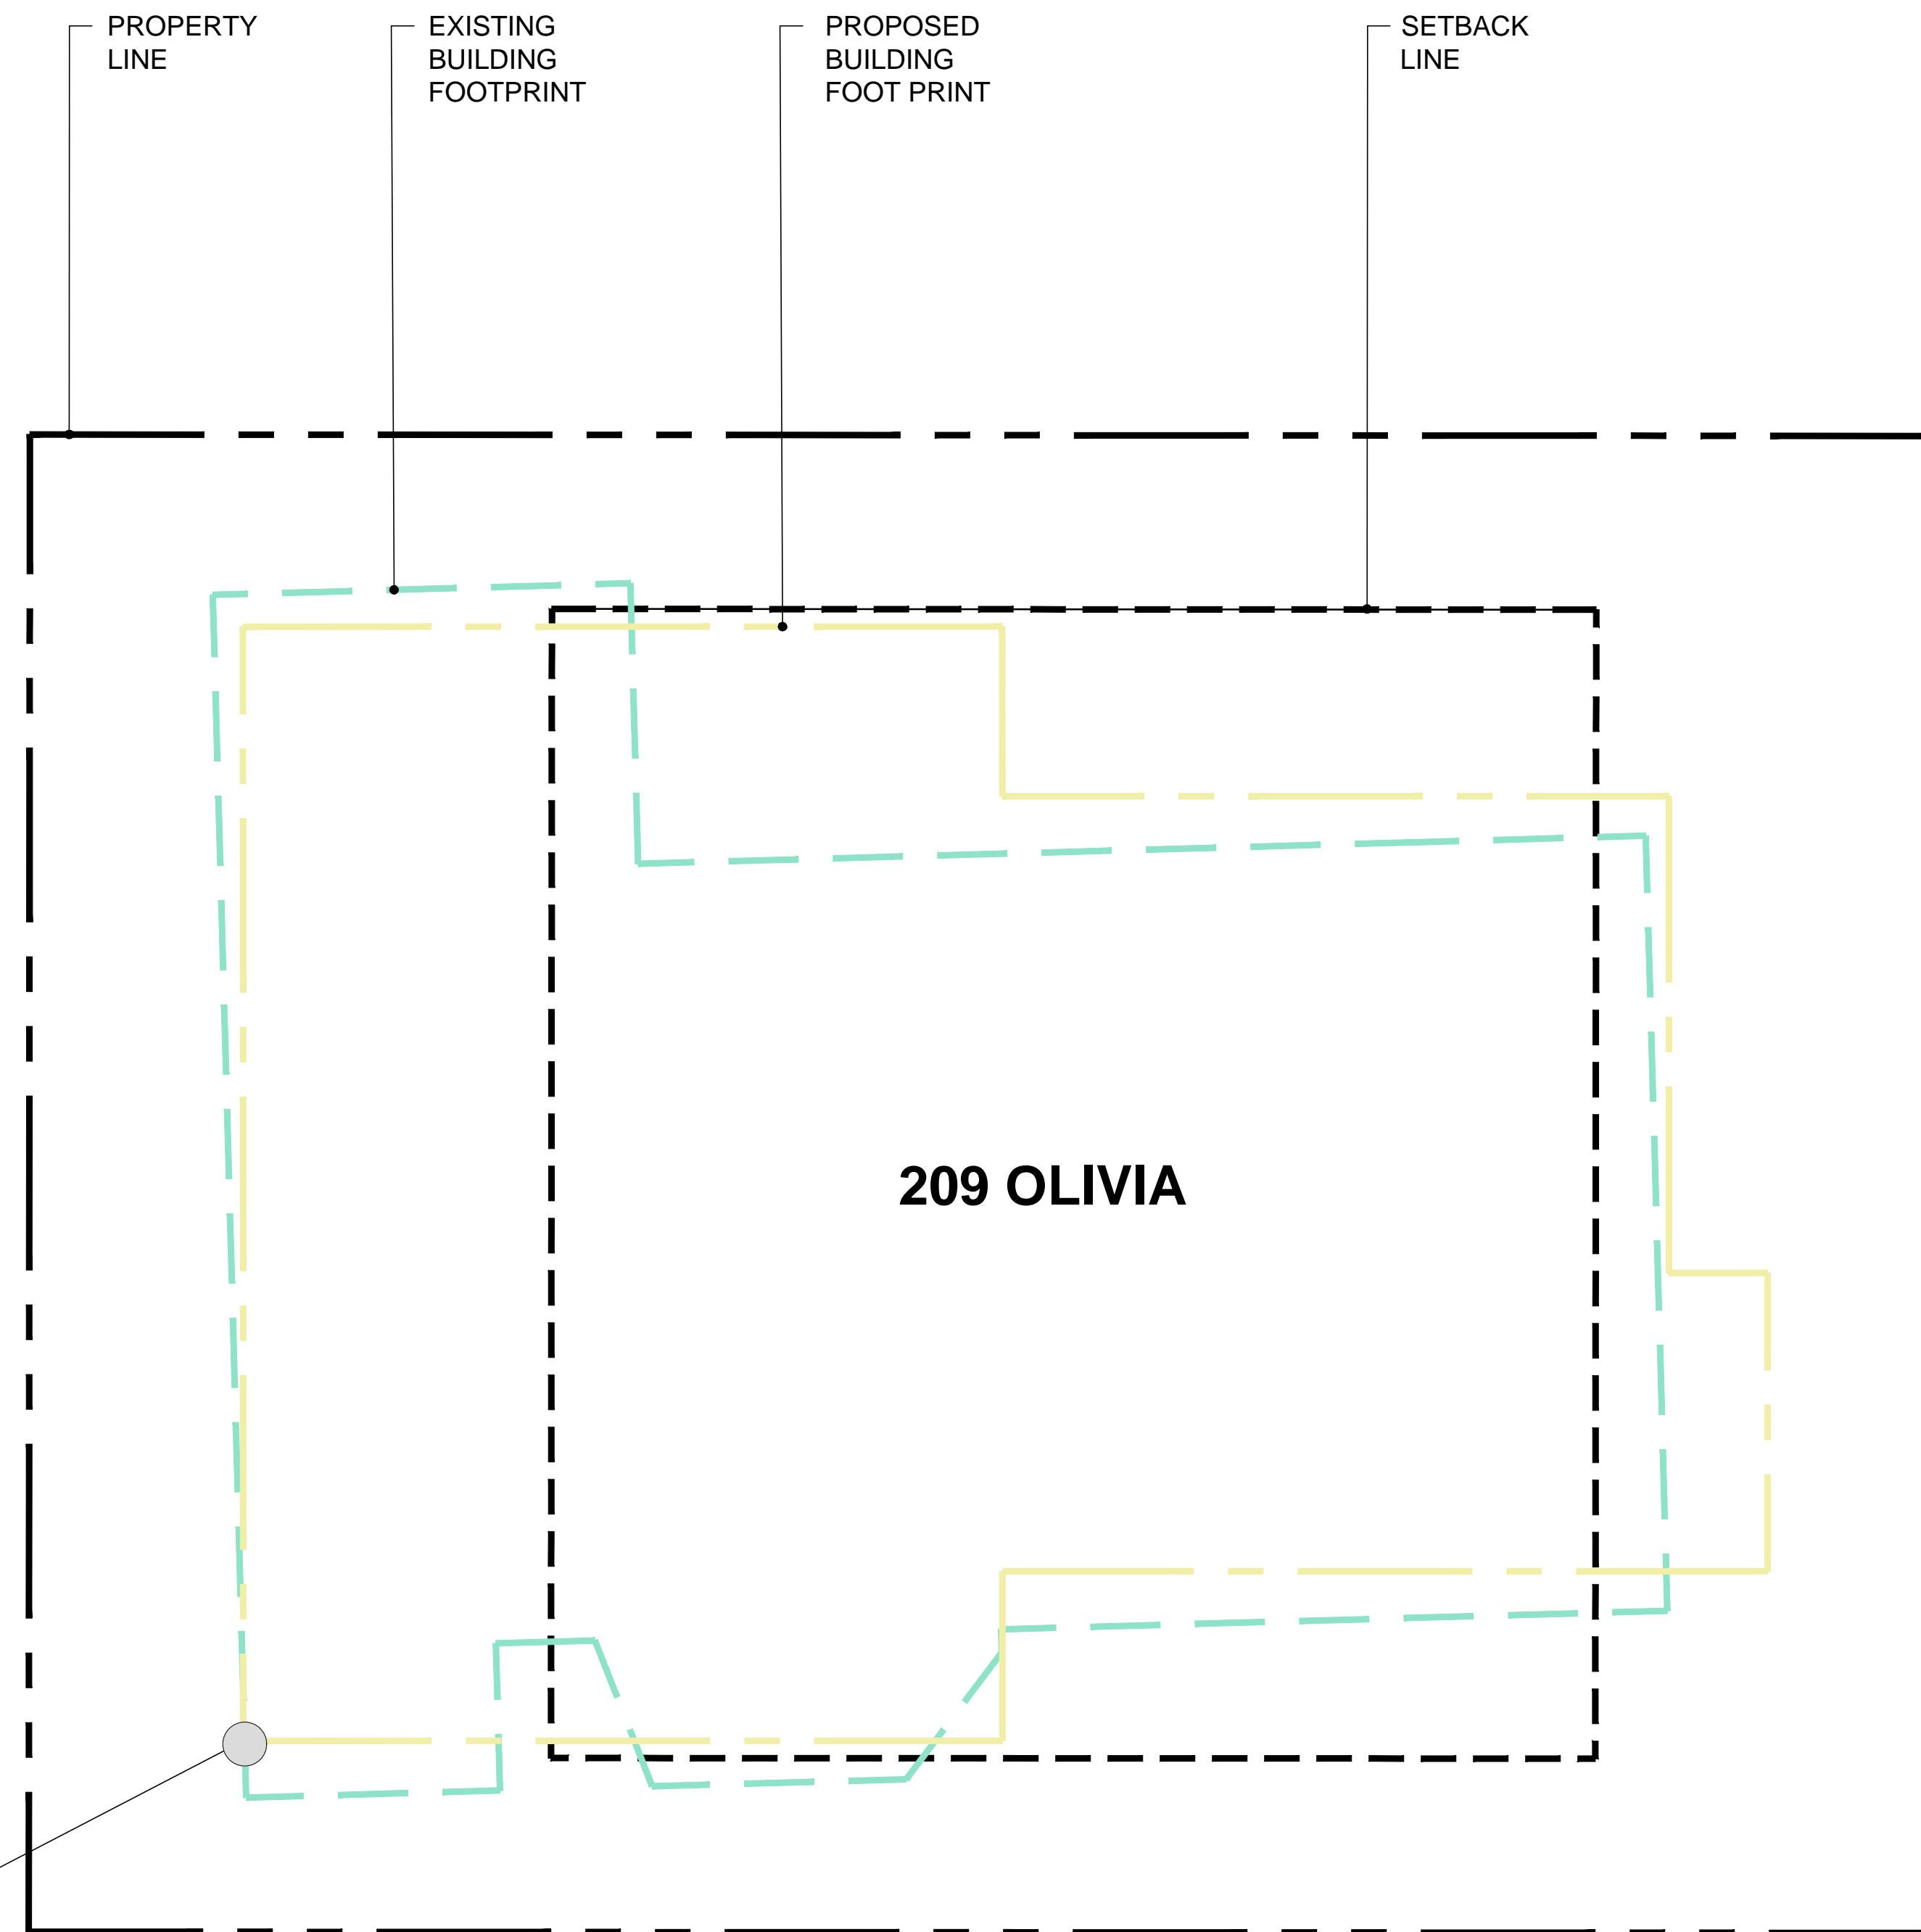 PROPERTY
LINE
EXISTING
BUILDING
FOOTPRINT
PROPOSED
BUILDING
FOOT PRINT
SETBACK
LINE
209 OLIVIA